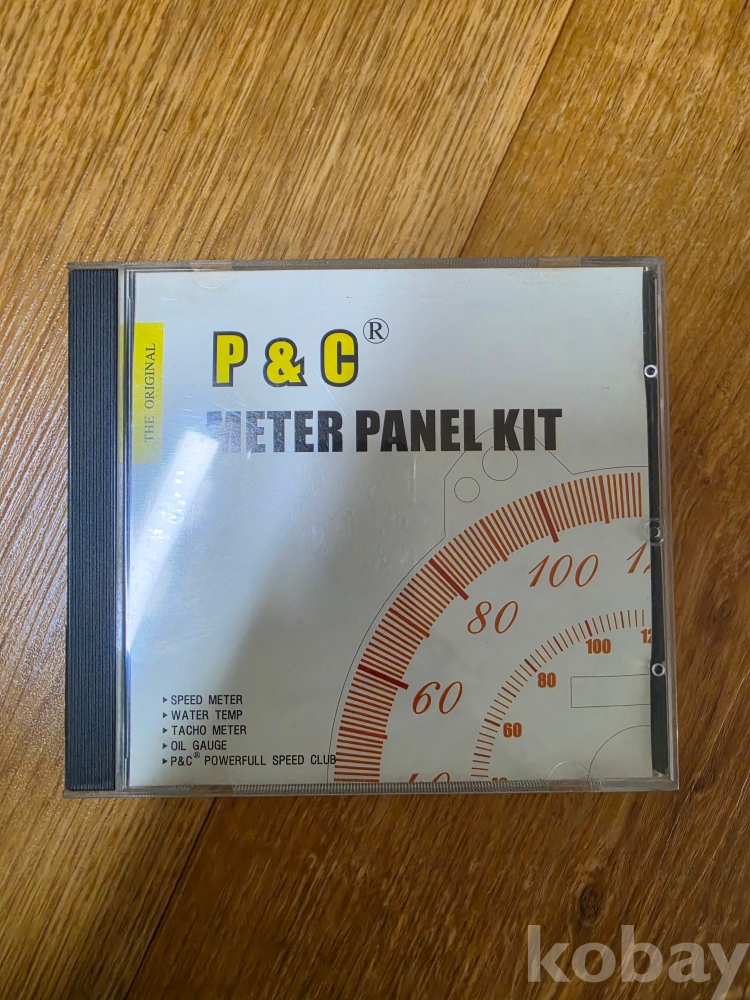 THE ORIGINAL
P & C®
METER PANEL KIT
100
80
60
100
80
60
▸ SPEED METER
▸ WATER TEMP
▸ TACHO METER
▸ OIL GAUGE
▸ P&C® POWERFULL SPEED CLUB
kobay